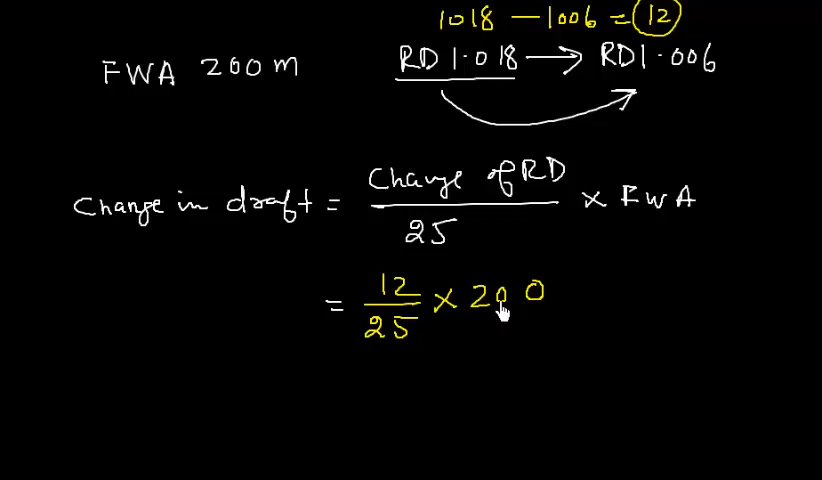 1018 - 1006 = 12
FWA 200m RD 1.018 → RD 1.006
Change in draft = Change of RD / 25 × FWA
= 12 / 25 × 200